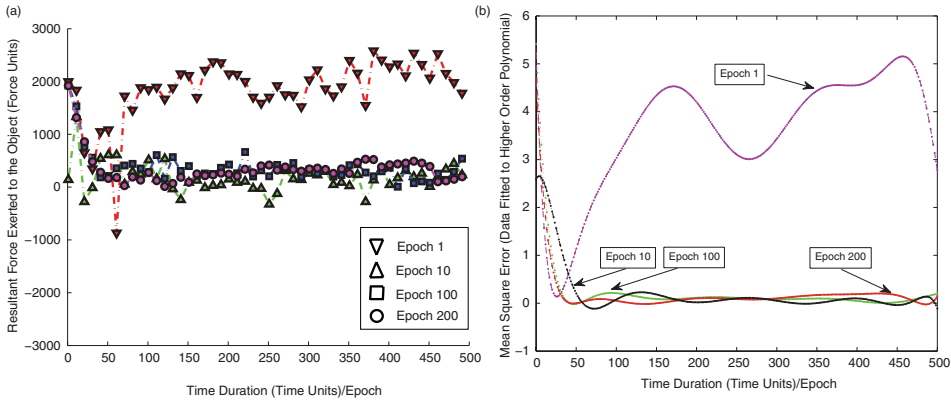 (a)
3000
2000
1000
0
−1000
−2000
−3000
Resultant Force Exerted to the Object (Force Units)
0 50 100 150 200 250 300 350 400 450 500
Time Duration (Time Units)/Epoch
Epoch 1
Epoch 10
Epoch 100
Epoch 200
(b)
6
5
4
3
2
1
0
−1
Mean Square Error (Data Fitted to Higher Order Polynomial)
Epoch 1
Epoch 10
Epoch 100
Epoch 200
0 50 100 150 200 250 300 350 400 450 500
Time Duration (Time Units)/Epoch